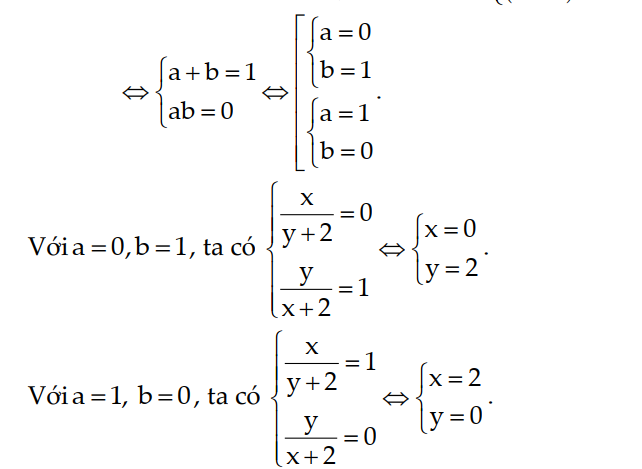 ⇔ { a + b = 1 ; ab = 0 ⇔ [ { a = 0 ; b = 1 ; { a = 1 ; b = 0 .
Với a = 0, b = 1, ta có { x/(y+2) = 0 ; y/(x+2) = 1 ⇔ { x = 0 ; y = 2 .
Với a = 1, b = 0, ta có { x/(y+2) = 1 ; y/(x+2) = 0 ⇔ { x = 2 ; y = 0 .